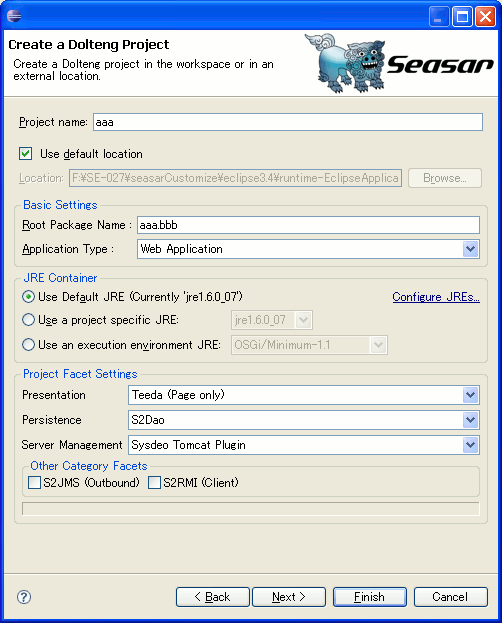 Create a Dolteng Project
Create a Dolteng project in the workspace or in an
external location.
Seasar
Project name: aaa
Use default location
Location: F:¥SE-027¥seasarCustomize¥eclipse3.4¥runtime-EclipseApplica Browse...
Basic Settings
Root Package Name : aaa.bbb
Application Type : Web Application
JRE Container
Use Default JRE (Currently 'jre1.6.0_07') Configure JREs...
Use a project specific JRE: jre1.6.0_07
Use an execution environment JRE: OSGi/Minimum-1.1
Project Facet Settings
Presentation Teeda (Page only)
Persistence S2Dao
Server Management Sysdeo Tomcat Plugin
Other Category Facets
S2JMS (Outbound) S2RMI (Client)
? < Back Next > Finish Cancel